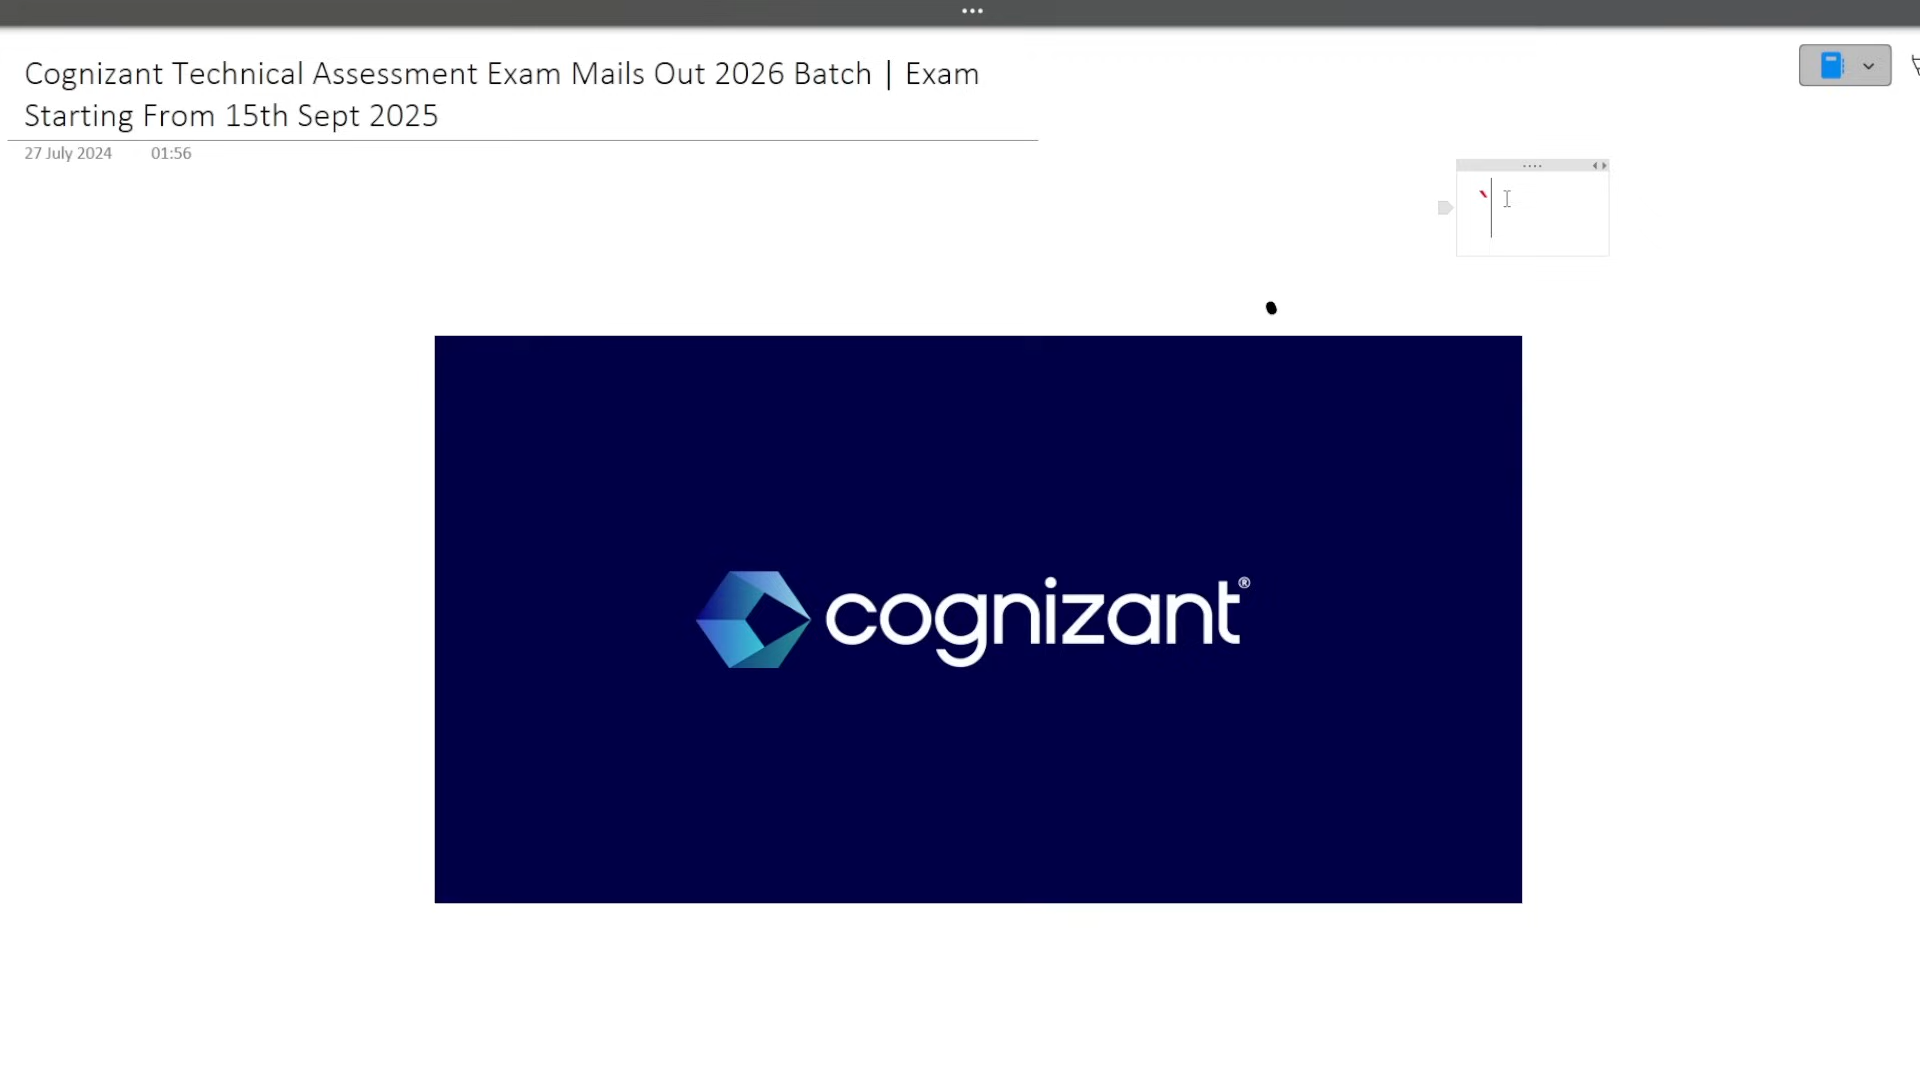 Cognizant Technical Assessment Exam Mails Out 2026 Batch | Exam
Starting From 15th Sept 2025
27 July 2024 01:56
`
cognizant®